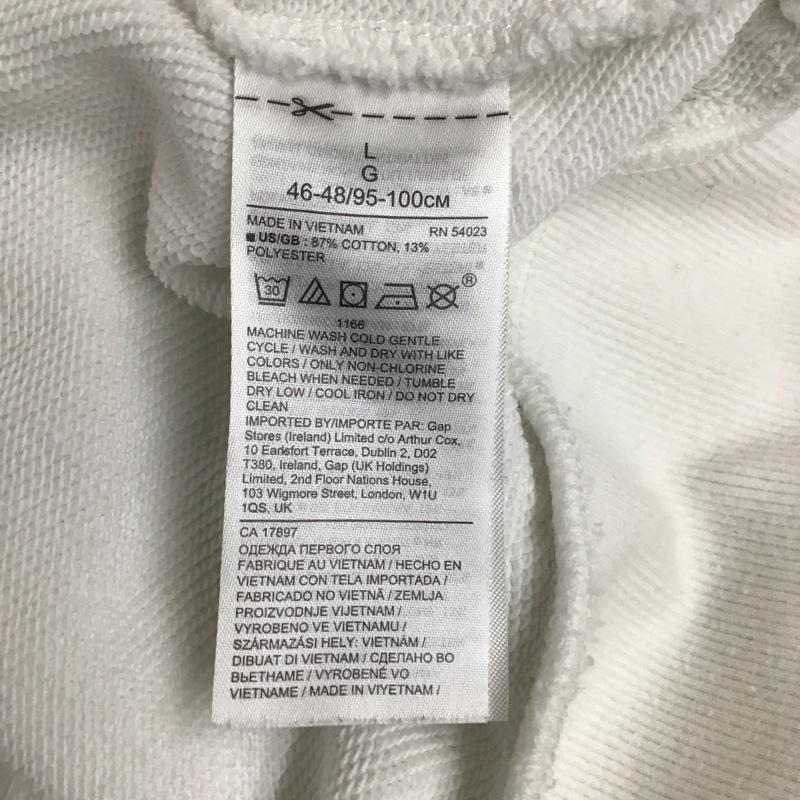 L
G
46-48/95-100CM
MADE IN VIETNAM RN 54023
■ US/GB : 87% COTTON, 13%
POLYESTER
30
®
1166
MACHINE WASH COLD GENTLE
CYCLE / WASH AND DRY WITH LIKE
COLORS / ONLY NON-CHLORINE
BLEACH WHEN NEEDED / TUMBLE
DRY LOW / COOL IRON / DO NOT DRY
CLEAN
IMPORTED BY/IMPORTE PAR: Gap
Stores (Ireland) Limited c/o Arthur Cox,
10 Earlsfort Terrace, Dublin 2, D02
T380, Ireland, Gap (UK Holdings)
Limited, 2nd Floor Nations House,
103 Wigmore Street, London, W1U
1QS, UK
CA 17897
ОДЕЖДА ПЕРВОГО СЛОЯ
FABRIQUE AU VIETNAM / HECHO EN
VIETNAM CON TELA IMPORTADA /
FABRICADO NO VIETNÃ / ZEMLJA
PROIZVODNJE VIJETNAM /
VYROBENO VE VIETNAMU /
SZÁRMAZÁSI HELY: VIETNÁM /
DIBUAT DI VIETNAM / СДЕЛАНО ВО
ВЬЕТНАМЕ / VYROBENÉ VO
VIETNAME / MADE IN VIYETNAM /